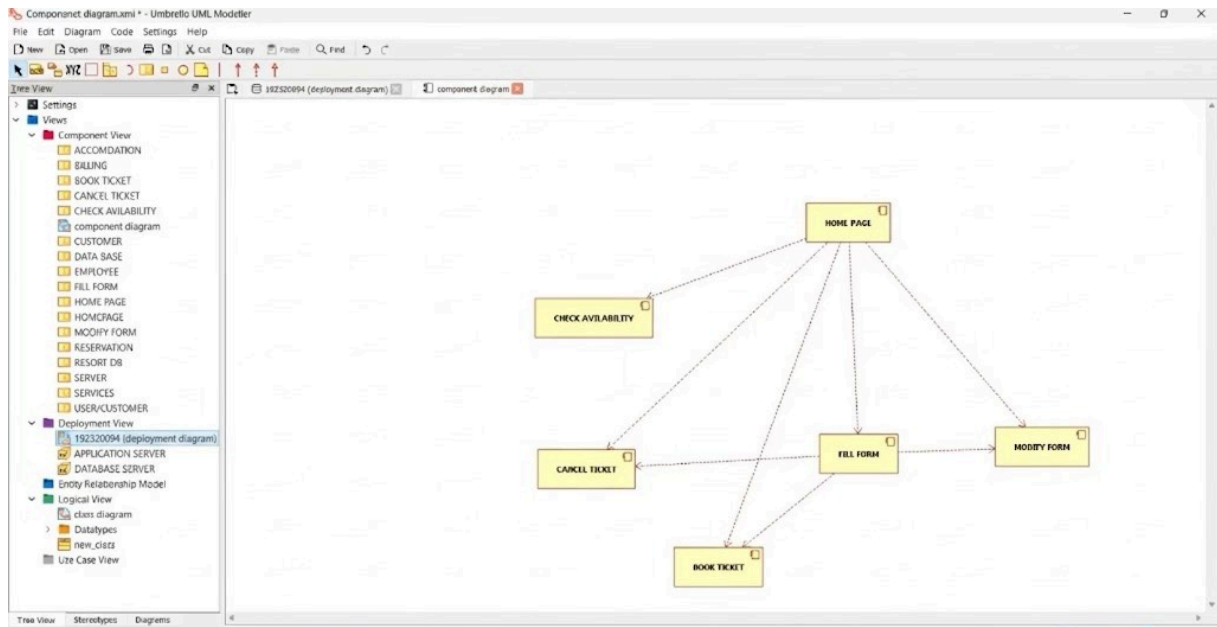 Componenet diagram.xmi * - Umbrello UML Modeller
File Edit Diagram Code Settings Help
New Open Save Cut Copy Paste Find
XYZ
Tree View
192320094 (deployment diagram) component diagram
Settings
Views
Component View
ACCOMDATION
BILLING
BOOK TICKET
CANCEL TICKET
CHECK AVILABILITY
component diagram
CUSTOMER
DATA BASE
EMPLOYEE
FILL FORM
HOME PAGE
HOMEPAGE
MODIFY FORM
RESERVATION
RESORT DB
SERVER
SERVICES
USER/CUSTOMER
Deployment View
192320094 (deployment diagram)
APPLICATION SERVER
DATABASE SERVER
Entity Relationship Model
Logical View
class diagram
Datatypes
new_class
Use Case View
Tree View Stereotypes Diagrams
HOME PAGE
CHECK AVILABILITY
CANCEL TICKET
FILL FORM
MODIFY FORM
BOOK TICKET